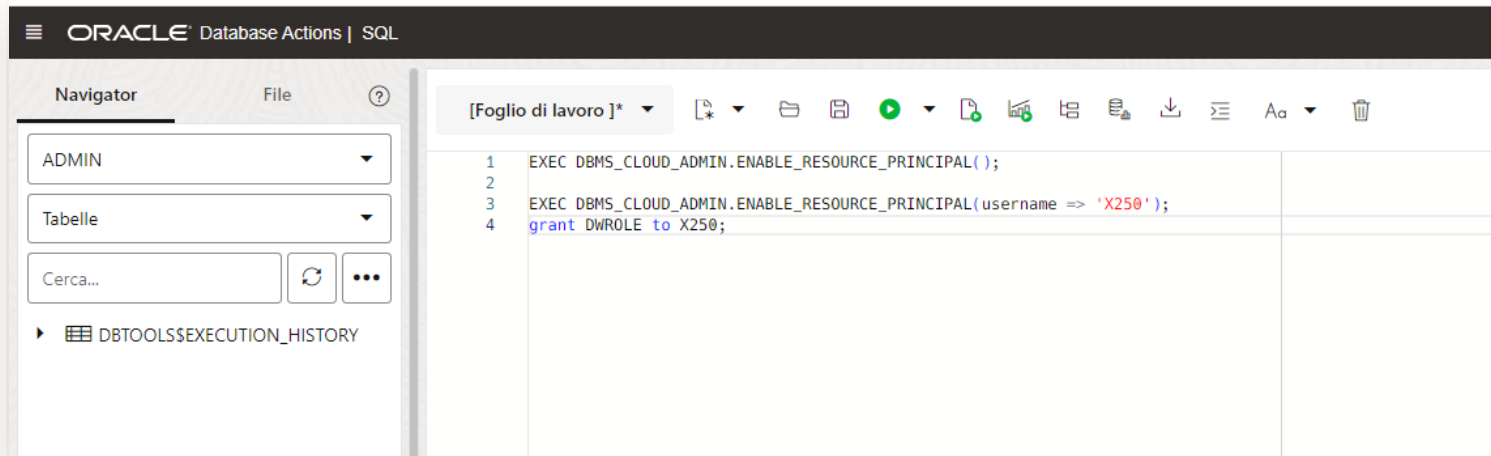 ORACLE Database Actions | SQL
Navigator File ?
ADMIN
Tabelle
Cerca...
DBTOOLS$EXECUTION_HISTORY
[Foglio di lavoro ]* Aa
1 EXEC DBMS_CLOUD_ADMIN.ENABLE_RESOURCE_PRINCIPAL();
2
3 EXEC DBMS_CLOUD_ADMIN.ENABLE_RESOURCE_PRINCIPAL(username => 'X250');
4 grant DWROLE to X250;